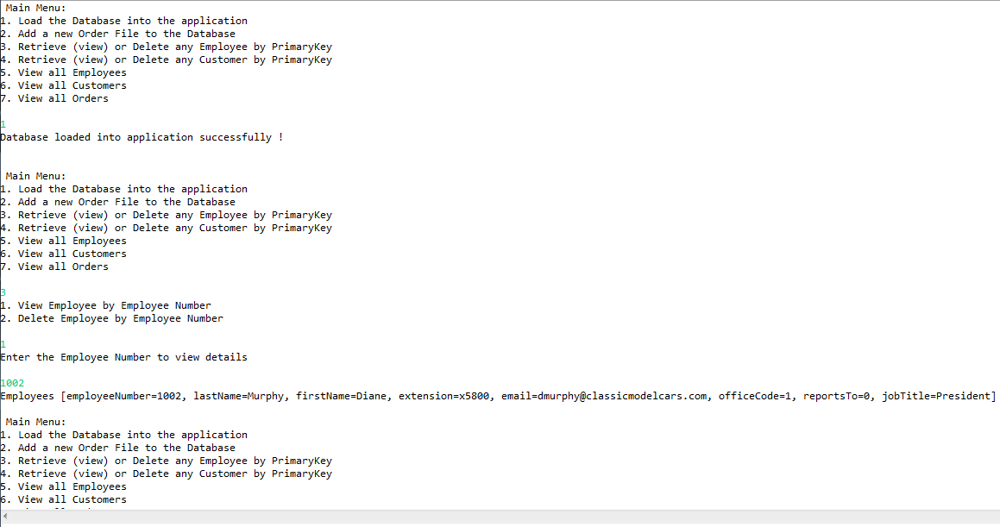 Main Menu:
1. Load the Database into the application
2. Add a new Order File to the Database
3. Retrieve (view) or Delete any Employee by PrimaryKey
4. Retrieve (view) or Delete any Customer by PrimaryKey
5. View all Employees
6. View all Customers
7. View all Orders
1
Database loaded into application successfully !
Main Menu:
1. Load the Database into the application
2. Add a new Order File to the Database
3. Retrieve (view) or Delete any Employee by PrimaryKey
4. Retrieve (view) or Delete any Customer by PrimaryKey
5. View all Employees
6. View all Customers
7. View all Orders
3
1. View Employee by Employee Number
2. Delete Employee by Employee Number
1
Enter the Employee Number to view details
1002
Employees [employeeNumber=1002, lastName=Murphy, firstName=Diane, extension=x5800, email=dmurphy@classicmodelcars.com, officeCode=1, reportsTo=0, jobTitle=President]
Main Menu:
1. Load the Database into the application
2. Add a new Order File to the Database
3. Retrieve (view) or Delete any Employee by PrimaryKey
4. Retrieve (view) or Delete any Customer by PrimaryKey
5. View all Employees
6. View all Customers